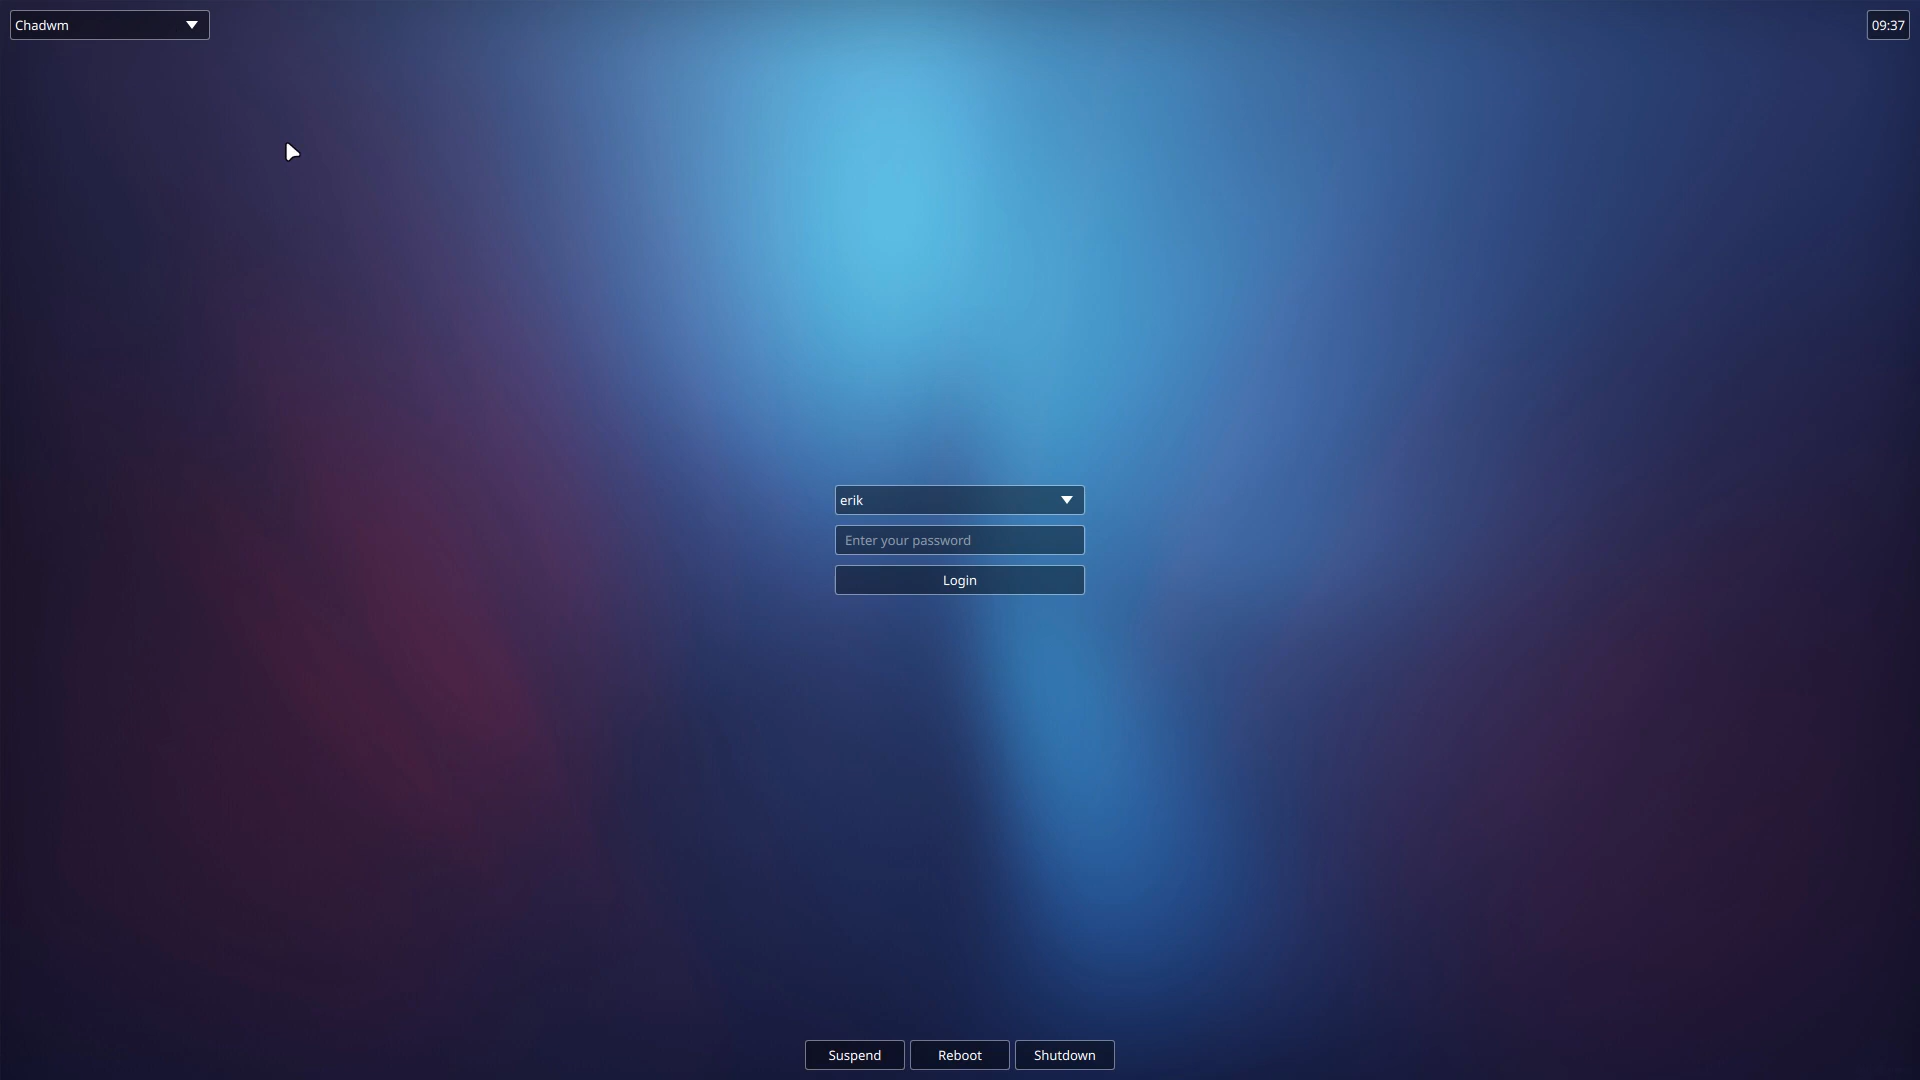 Chadwm
09:37
erik
Enter your password
Login
Suspend
Reboot
Shutdown